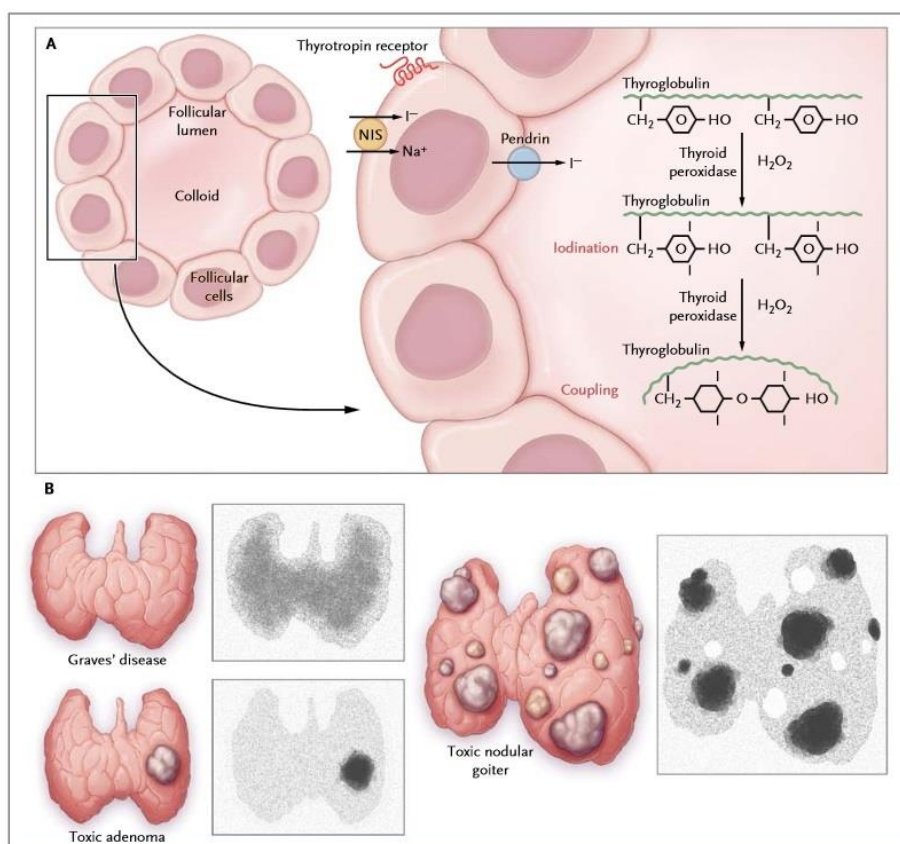 A
Thyrotropin receptor
Follicular
lumen
Colloid
Follicular
cells
NIS
I–
Na+
Pendrin
I–
Thyroglobulin
CH2
HO
CH2
HO
Thyroid
peroxidase
H2O2
Thyroglobulin
Iodination
I
I
CH2
HO
CH2
HO
I
I
Thyroid
peroxidase
H2O2
Thyroglobulin
Coupling
I
I
CH2
O
HO
I
I
B
Graves' disease
Toxic adenoma
Toxic nodular
goiter